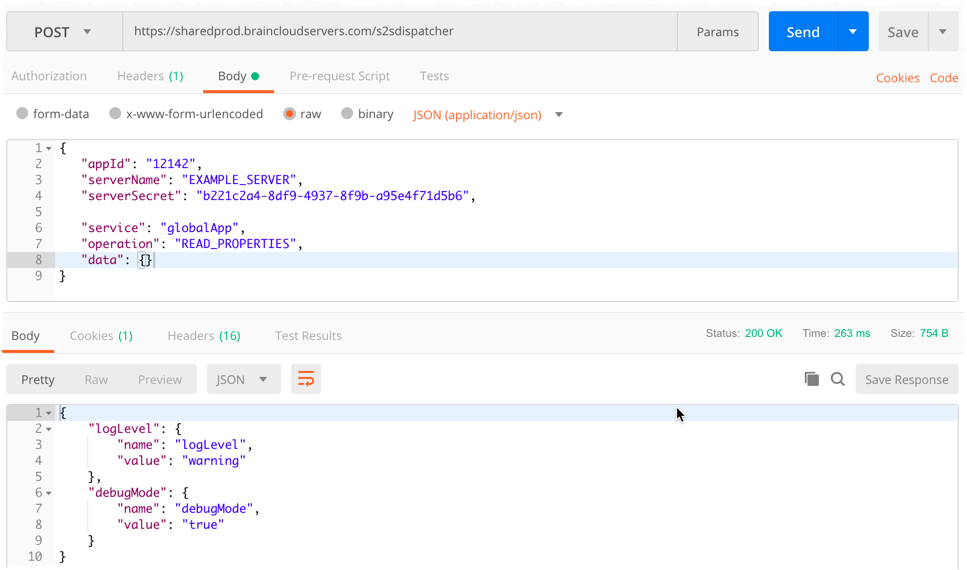 POST https://sharedprod.braincloudservers.com/s2sdispatcher Params Send Save
Authorization Headers (1) Body Pre-request Script Tests Cookies Code
form-data x-www-form-urlencoded raw binary JSON (application/json)
1 {
2 "appId": "12142",
3 "serverName": "EXAMPLE_SERVER",
4 "serverSecret": "b221c2a4-8df9-4937-8f9b-a95e4f71d5b6",
5
6 "service": "globalApp",
7 "operation": "READ_PROPERTIES",
8 "data": {}
9 }
Body Cookies (1) Headers (16) Test Results Status: 200 OK Time: 263 ms Size: 754 B
Pretty Raw Preview JSON Save Response
1 {
2 "logLevel": {
3 "name": "logLevel",
4 "value": "warning"
5 },
6 "debugMode": {
7 "name": "debugMode",
8 "value": "true"
9 }
10 }